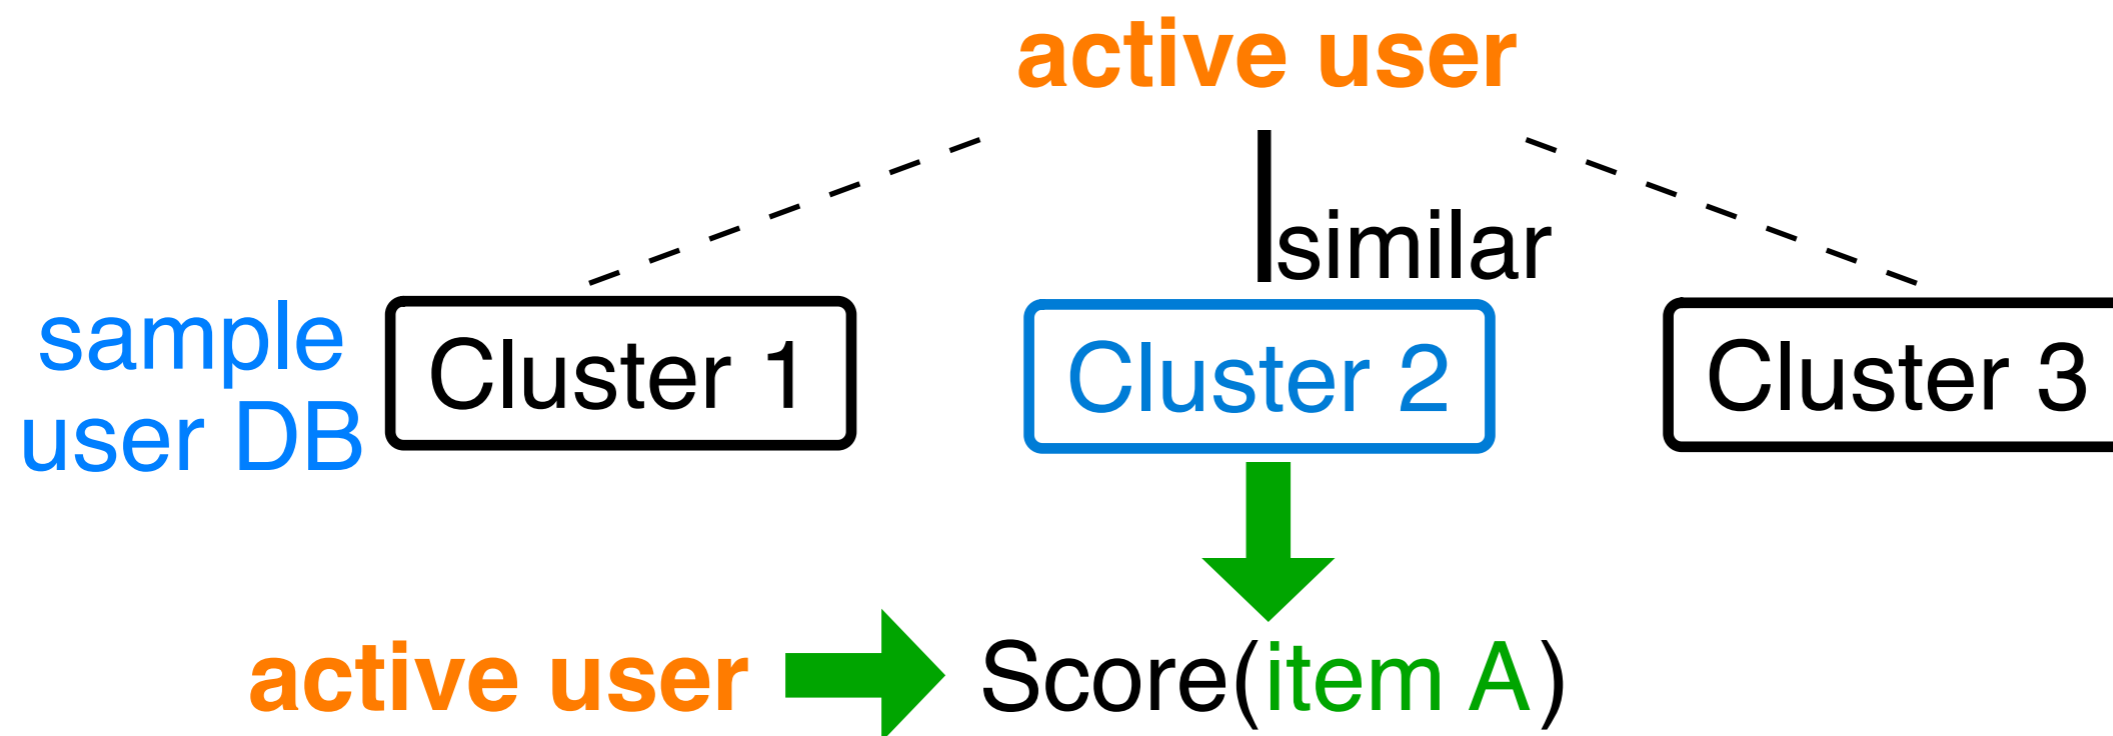 active user
similar
sample
user DB
Cluster 1
Cluster 2
Cluster 3
active user
Score(item A)